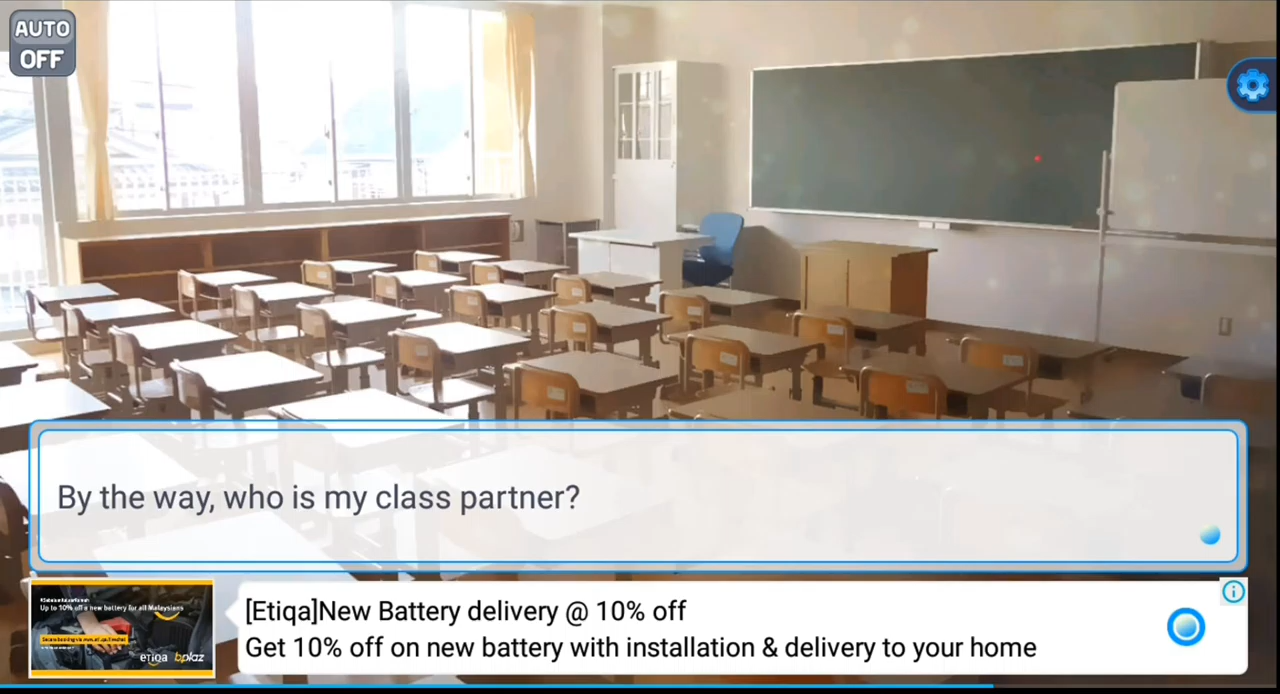 AUTO
OFF
By the way, who is my class partner?
Up to 10% off a new battery for all Malaysians
etiqa bplaz
[Etiqa]New Battery delivery @ 10% off
Get 10% off on new battery with installation & delivery to your home